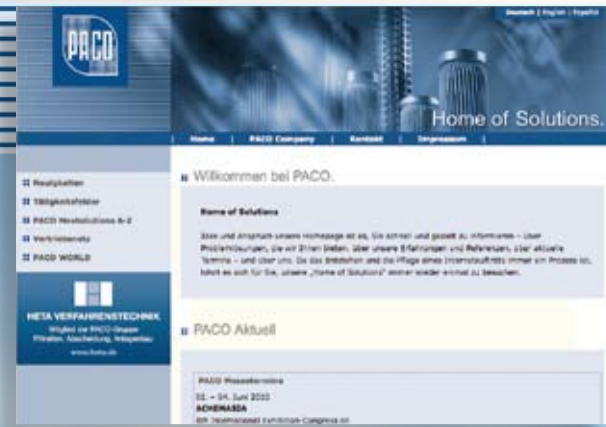 PACO
Deutsch | English | Español
Home of Solutions.
Home | PACO Company | Kontakt | Impressum
Neuigkeiten
Tätigkeitsfelder
PACO Mesh A-Z
Vertriebsnetz
PACO WORLD
HETA VERFAHRENSTECHNIK
Mitglied der PACO-Gruppe
Filtration, Abscheidung, Anlagenbau
www.heta.de
Willkommen bei PACO.
Home of Solutions
Idee und Anspruch unsere Homepage ist es, Sie schnell und gezielt zu informieren – über
Problemlösungen, die wir Ihnen bieten, über unsere Erfahrungen und Referenzen, über aktuelle
Termine – und über uns. Da das Entstehen und die Pflege eines Internetauftritts immer ein Prozess ist,
lohnt es sich für Sie, unsere „Home of Solutions" immer wieder einmal zu besuchen.
PACO Aktuell
PACO Messetermine
01. – 04. Juni 2010
ACHEMASIA
International Exhibition-Congress on